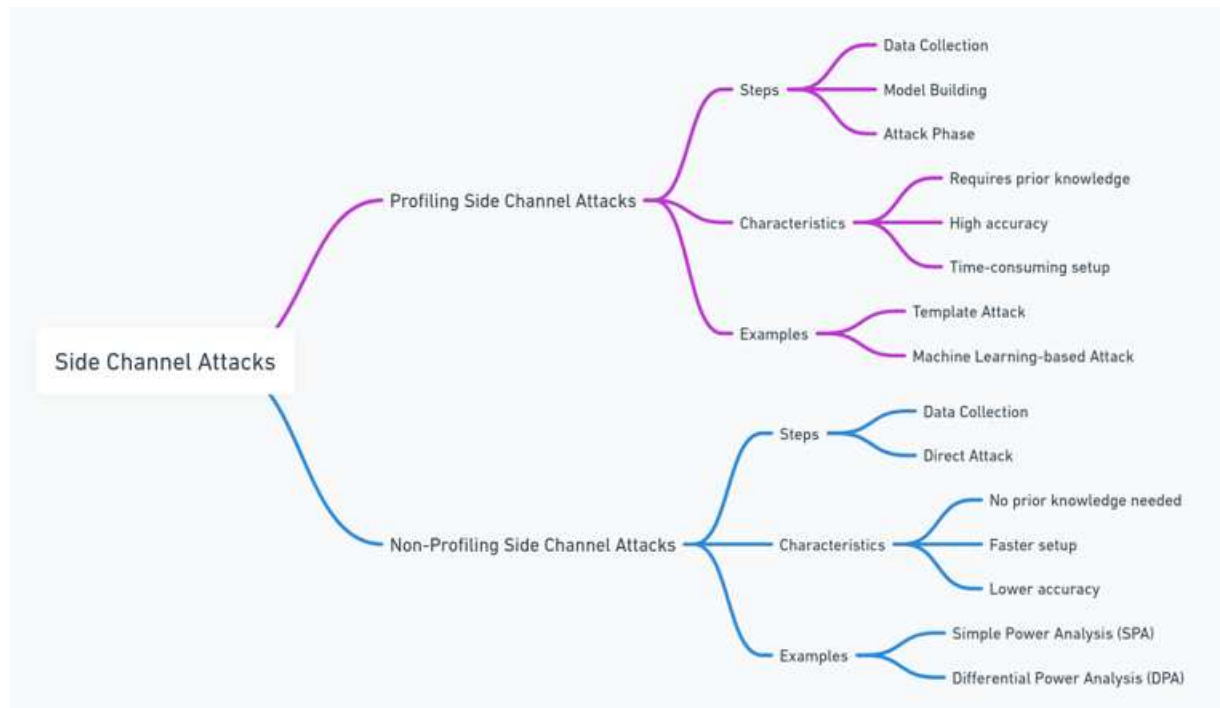 Side Channel Attacks
Profiling Side Channel Attacks
Steps
Data Collection
Model Building
Attack Phase
Characteristics
Requires prior knowledge
High accuracy
Time-consuming setup
Examples
Template Attack
Machine Learning-based Attack
Non-Profiling Side Channel Attacks
Steps
Data Collection
Direct Attack
Characteristics
No prior knowledge needed
Faster setup
Lower accuracy
Examples
Simple Power Analysis (SPA)
Differential Power Analysis (DPA)